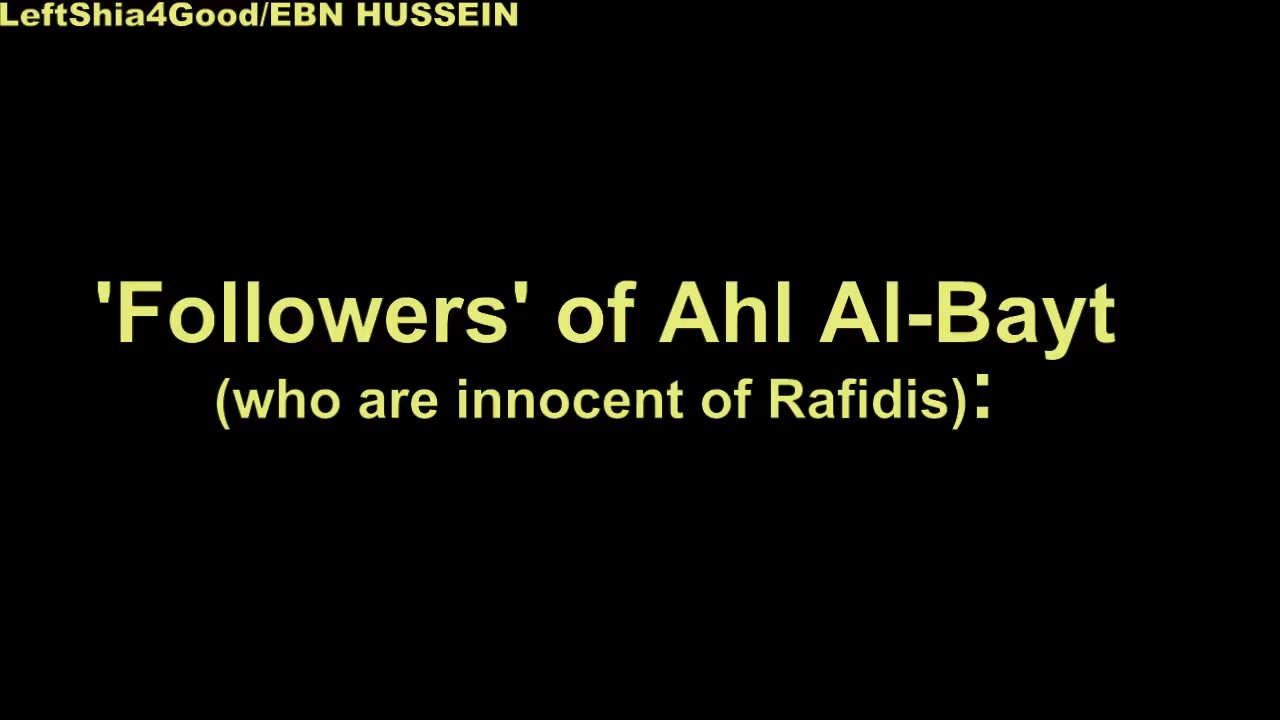 LeftShia4Good/EBN HUSSEIN
'Followers' of Ahl Al-Bayt
(who are innocent of Rafidis):